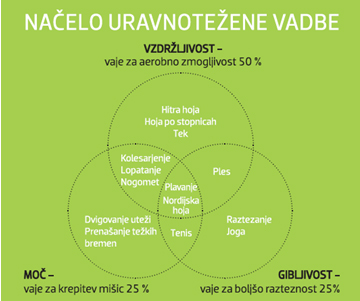 NAČELO URAVNOTEŽENE VADBE
VZDRŽLJIVOST –
vaje za aerobno zmogljivost 50 %
Hitra hoja
Hoja po stopnicah
Tek
Kolesarjenje
Lopatanje
Nogomet
Ples
Plavanje
Nordijska
hoja
Dvigovanje uteži
Prenašanje težkih
bremen
Tenis
Raztezanje
Joga
MOČ –
vaje za krepitev mišic 25 %
GIBLJIVOST –
vaje za boljšo razteznost 25%